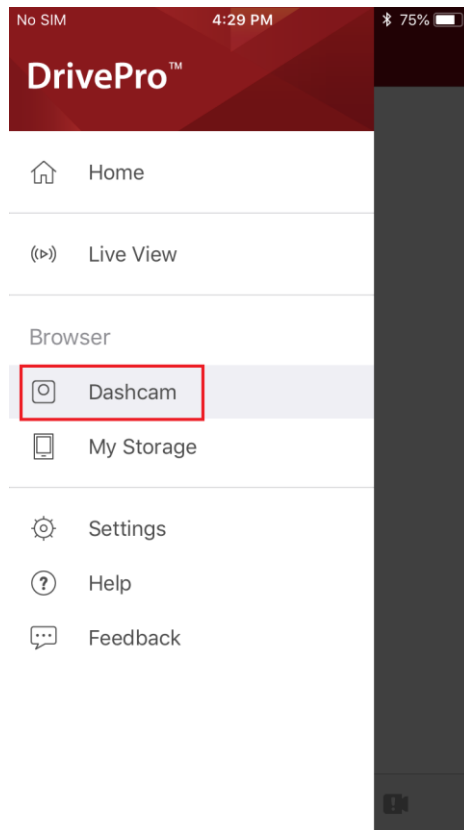 No SIM 4:29 PM 75%
DrivePro™
Home
Live View
Browser
Dashcam
My Storage
Settings
? Help
Feedback